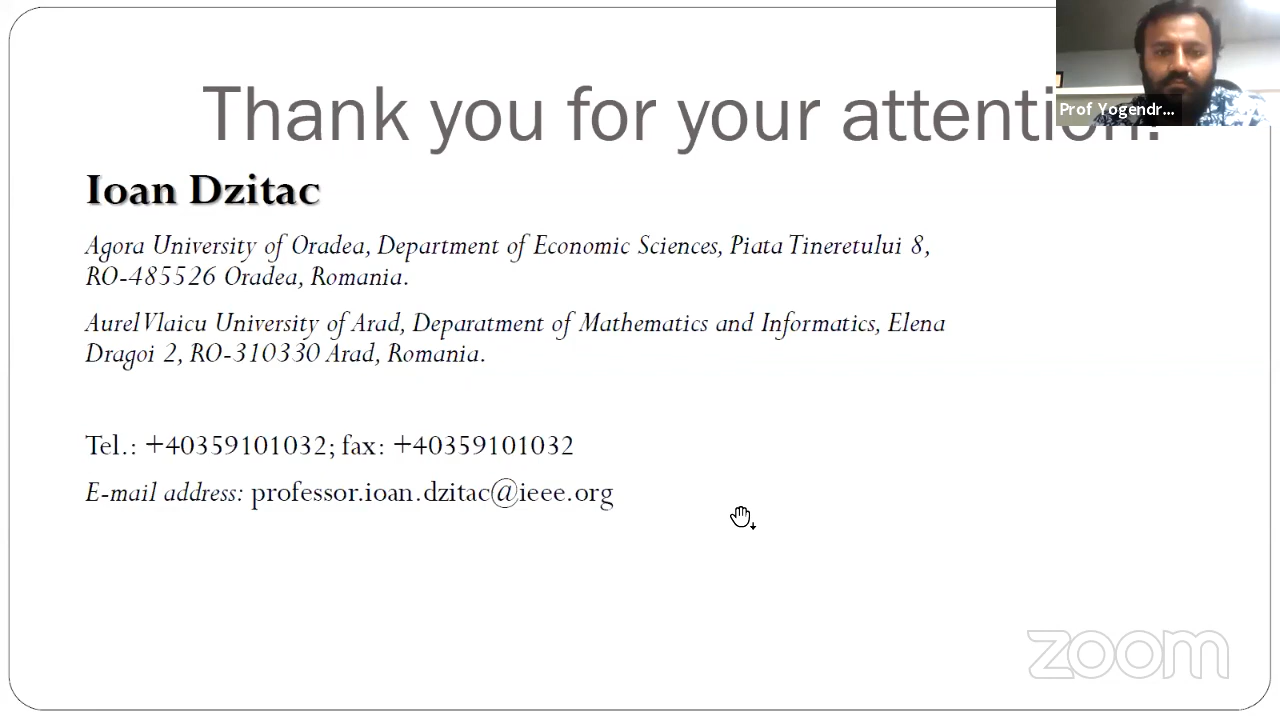 Thank you for your attention!
Prof Yogendr...
Ioan Dzitac
Agora University of Oradea, Department of Economic Sciences, Piata Tineretului 8,
RO-485526 Oradea, Romania.
Aurel Vlaicu University of Arad, Deparatment of Mathematics and Informatics, Elena
Dragoi 2, RO-310330 Arad, Romania.
Tel.: +40359101032; fax: +40359101032
E-mail address: professor.ioan.dzitac@ieee.org
zoom